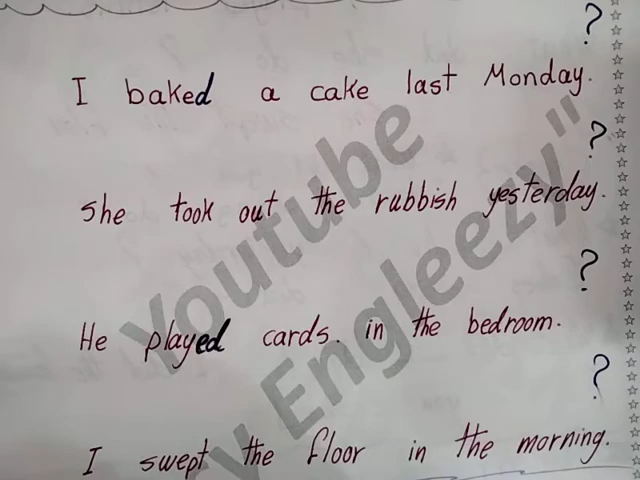 ?
I baked a cake last Monday.
?
She took out the rubbish yesterday.
?
He played cards. in the bedroom.
?
I swept the floor in the morning.
Youtube
ry Engleezy"